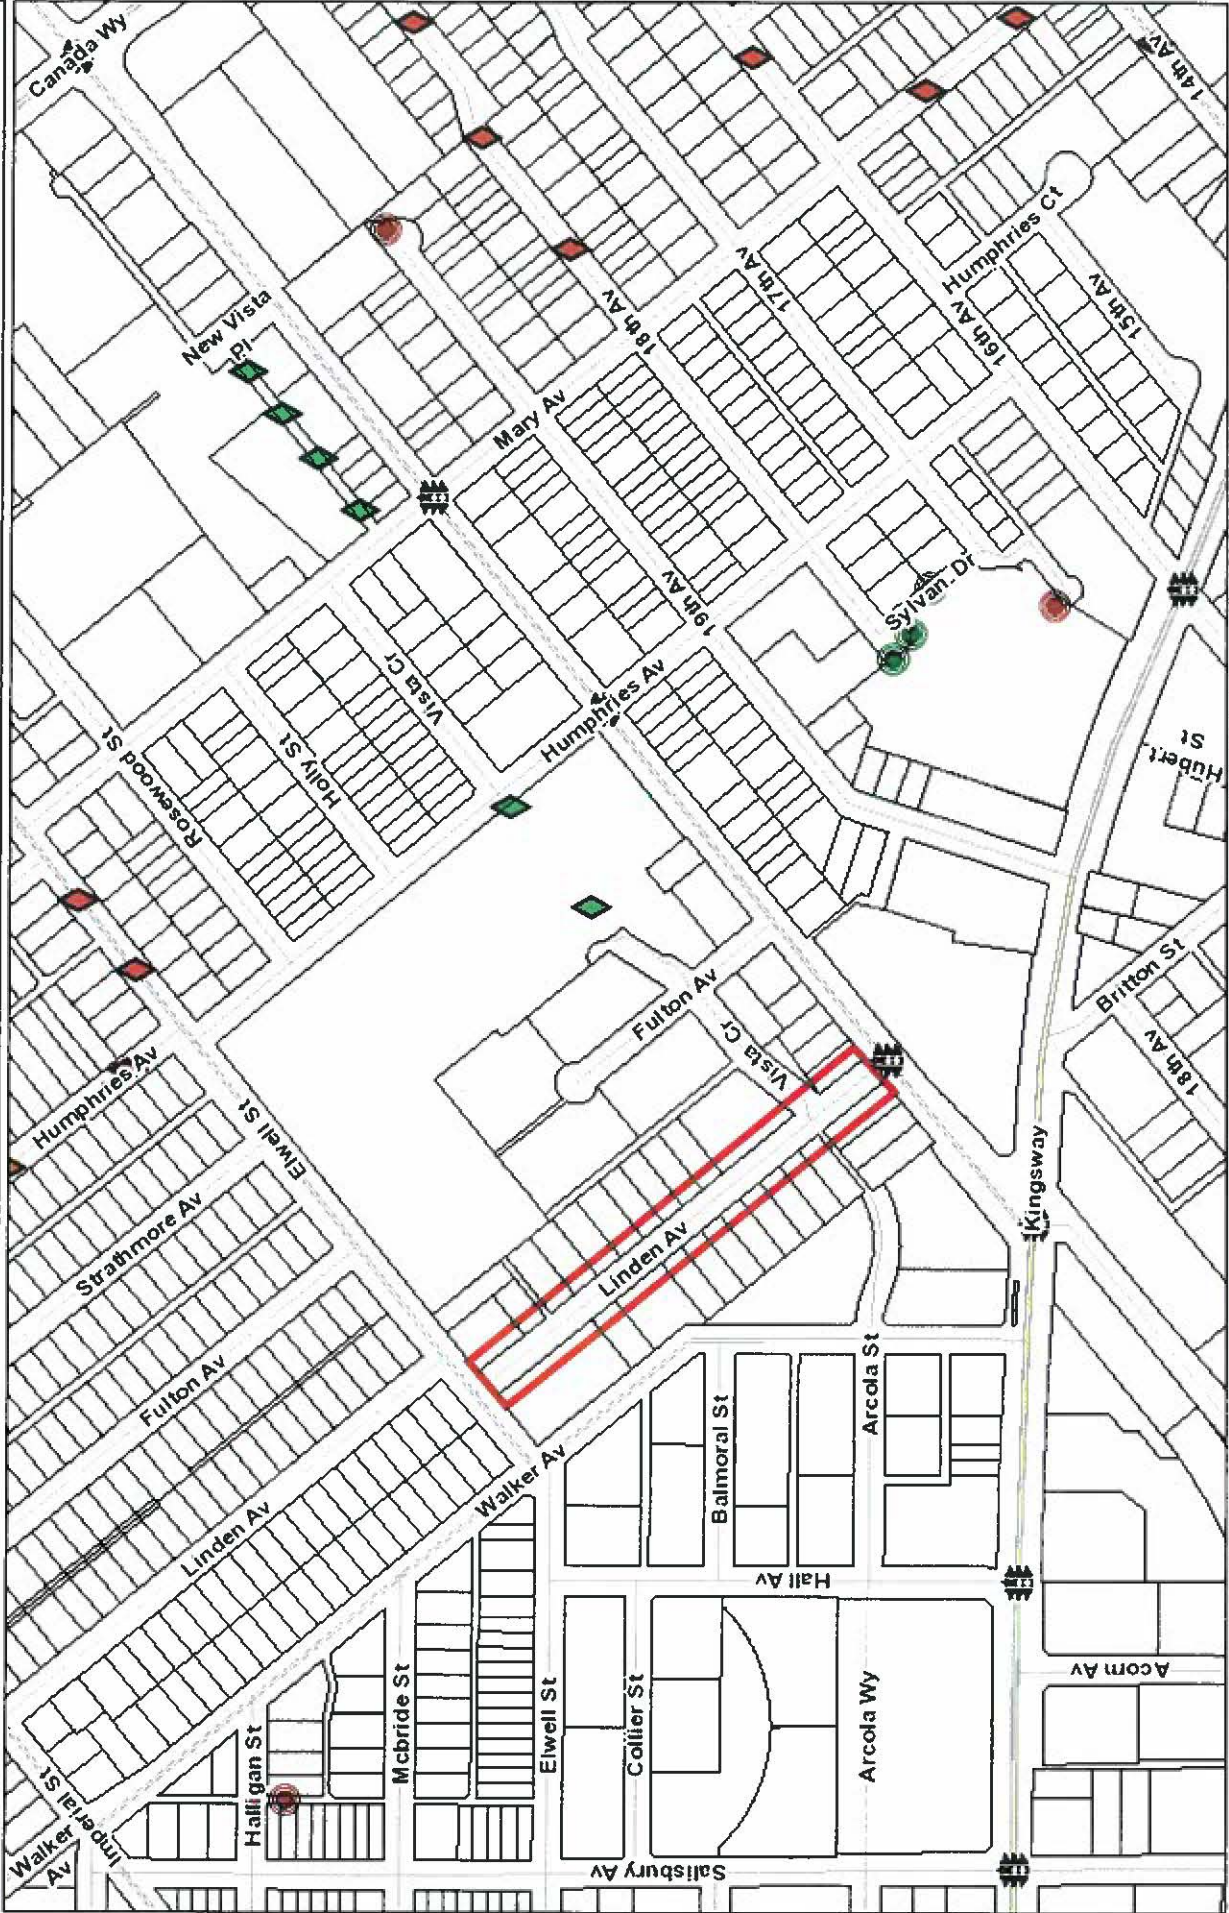 Canada Wy
14th Av
New Vista
Pl
18th Av
17th Av
Humphries Ct
16th Av
15th Av
Mary Av
19th Av
Sylvan Dr
Vista Cr
Humphries Av
Holly St
Rosewood St
Hubert
St
Fulton Av
Vista Cr
Britton St
18th Av
Humphries Av
Elwell St
Strathmore Av
Kingsway
Linden Av
Fulton Av
Arcola St
Balmoral St
Walker Av
Linden Av
Hall Av
Acorn Av
Mcbride St
Elwell St
Collier St
Arcola Wy
Halligan St
Imperial St
Walker
Av
Salisbury Av